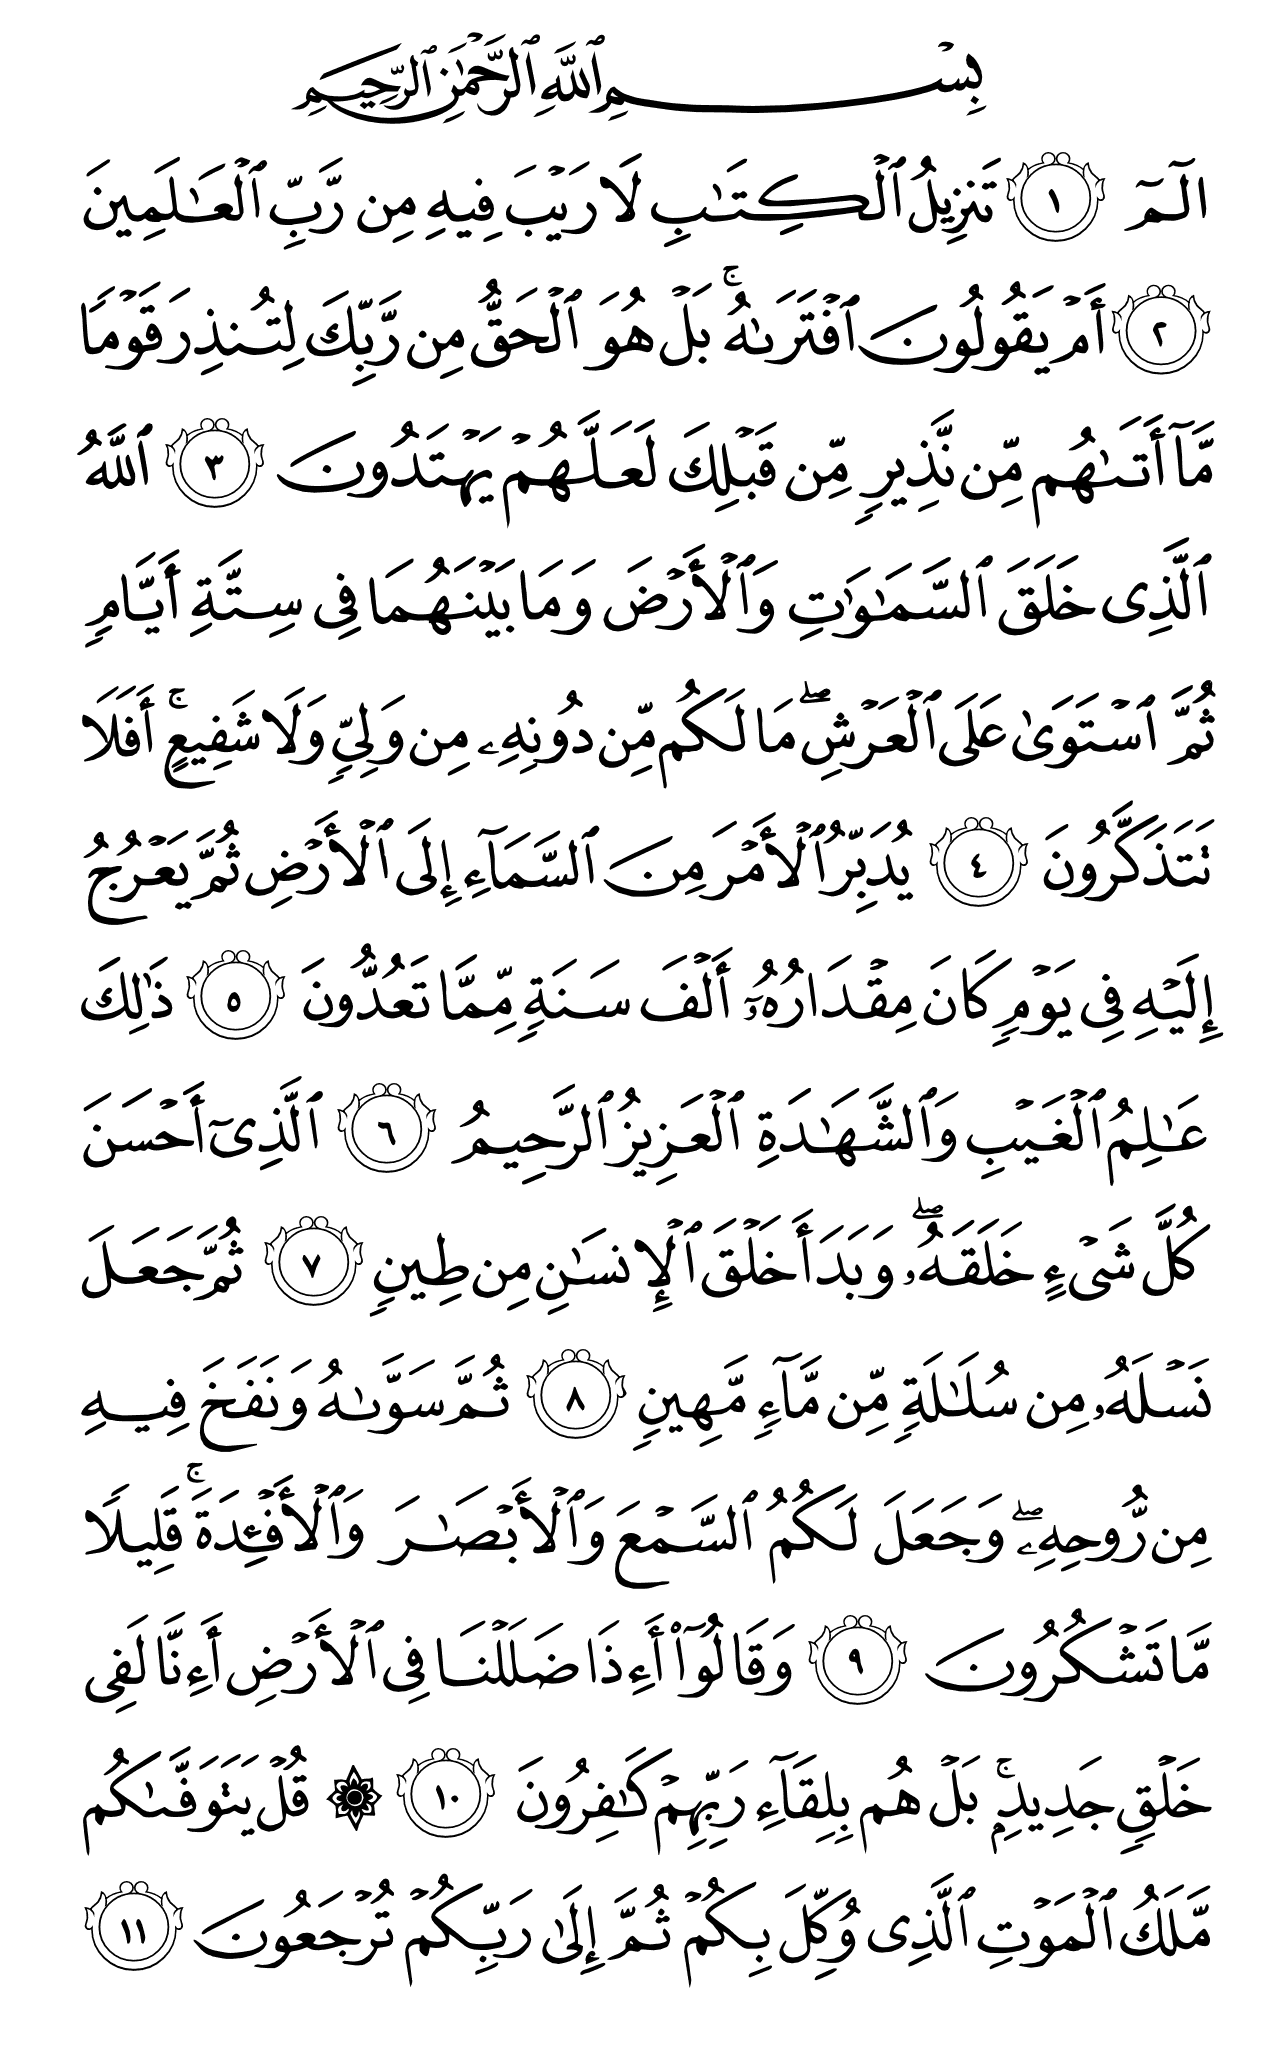 بِسْمِ ٱللَّهِ ٱلرَّحْمَٰنِ ٱلرَّحِيمِ
الٓمٓ ١ تَنزِيلُ ٱلْكِتَٰبِ لَا رَيْبَ فِيهِ مِن رَّبِّ ٱلْعَٰلَمِينَ
٢ أَمْ يَقُولُونَ ٱفْتَرَىٰهُ ۚ بَلْ هُوَ ٱلْحَقُّ مِن رَّبِّكَ لِتُنذِرَ قَوْمًا
مَّآ أَتَىٰهُم مِّن نَّذِيرٍ مِّن قَبْلِكَ لَعَلَّهُمْ يَهْتَدُونَ ٣ ٱللَّهُ
ٱلَّذِى خَلَقَ ٱلسَّمَٰوَٰتِ وَٱلْأَرْضَ وَمَا بَيْنَهُمَا فِى سِتَّةِ أَيَّامٍ
ثُمَّ ٱسْتَوَىٰ عَلَى ٱلْعَرْشِ ۖ مَا لَكُم مِّن دُونِهِۦ مِن وَلِىٍّ وَلَا شَفِيعٍ ۚ أَفَلَا
تَتَذَكَّرُونَ ٤ يُدَبِّرُ ٱلْأَمْرَ مِنَ ٱلسَّمَآءِ إِلَى ٱلْأَرْضِ ثُمَّ يَعْرُجُ
إِلَيْهِ فِى يَوْمٍ كَانَ مِقْدَارُهُۥٓ أَلْفَ سَنَةٍ مِّمَّا تَعُدُّونَ ٥ ذَٰلِكَ
عَٰلِمُ ٱلْغَيْبِ وَٱلشَّهَٰدَةِ ٱلْعَزِيزُ ٱلرَّحِيمُ ٦ ٱلَّذِىٓ أَحْسَنَ
كُلَّ شَىْءٍ خَلَقَهُۥ ۖ وَبَدَأَ خَلْقَ ٱلْإِنسَٰنِ مِن طِينٍ ٧ ثُمَّ جَعَلَ
نَسْلَهُۥ مِن سُلَٰلَةٍ مِّن مَّآءٍ مَّهِينٍ ٨ ثُمَّ سَوَّىٰهُ وَنَفَخَ فِيهِ
مِن رُّوحِهِۦ ۖ وَجَعَلَ لَكُمُ ٱلسَّمْعَ وَٱلْأَبْصَٰرَ وَٱلْأَفْـِٔدَةَ ۚ قَلِيلًا
مَّا تَشْكُرُونَ ٩ وَقَالُوٓا۟ أَءِذَا ضَلَلْنَا فِى ٱلْأَرْضِ أَءِنَّا لَفِى
خَلْقٍ جَدِيدٍۭ ۚ بَلْ هُم بِلِقَآءِ رَبِّهِمْ كَٰفِرُونَ ١٠ ۞ قُلْ يَتَوَفَّىٰكُم
مَّلَكُ ٱلْمَوْتِ ٱلَّذِى وُكِّلَ بِكُمْ ثُمَّ إِلَىٰ رَبِّكُمْ تُرْجَعُونَ ١١